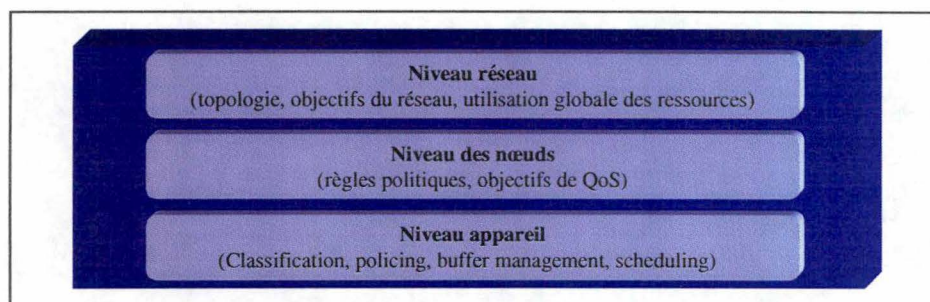 Niveau réseau
(topologie, objectifs du réseau, utilisation globale des ressources)
Niveau des nœuds
(règles politiques, objectifs de QoS)
Niveau appareil
(Classification, policing, buffer management, scheduling)